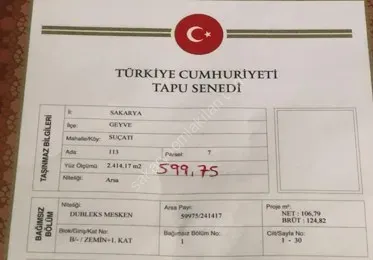 TÜRKİYE CUMHURİYETİ
TAPU SENEDİ
TAŞINMAZ BİLGİLERİ
İl: SAKARYA
İlçe: GEYVE
Mahalle/Köy: SUÇATI
Ada 113 Parsel: 7
Yüz Ölçümü: 2.414.17 m2 599,75
Niteliği: Arsa
BAĞIMSIZ BÖLÜM
Niteliği: Arsa Payı: Proje m²:
DUBLEKS MESKEN 59975/241417 NET : 106,79
BRÜT : 124,82
Blok/Giriş/Kat No: Bağımsız Bölüm No: Cilt/Sayfa No:
B/- / ZEMİN+1. KAT 1 1 - 30